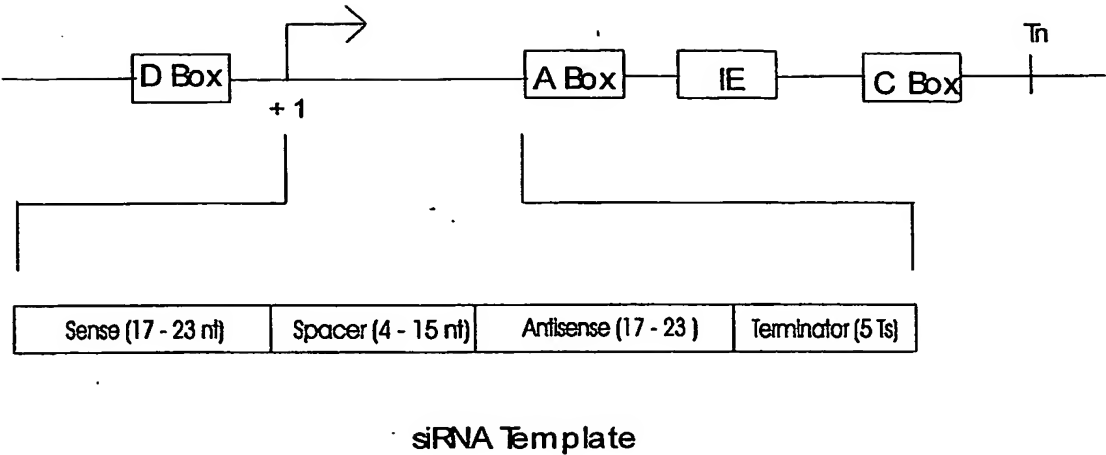 Tn
D Box
A Box
IE
C Box
+ 1
Sense (17 - 23 nt)
Spacer (4 - 15 nt)
Antisense (17 - 23 )
Terminator (5 Ts)
siRNA Template